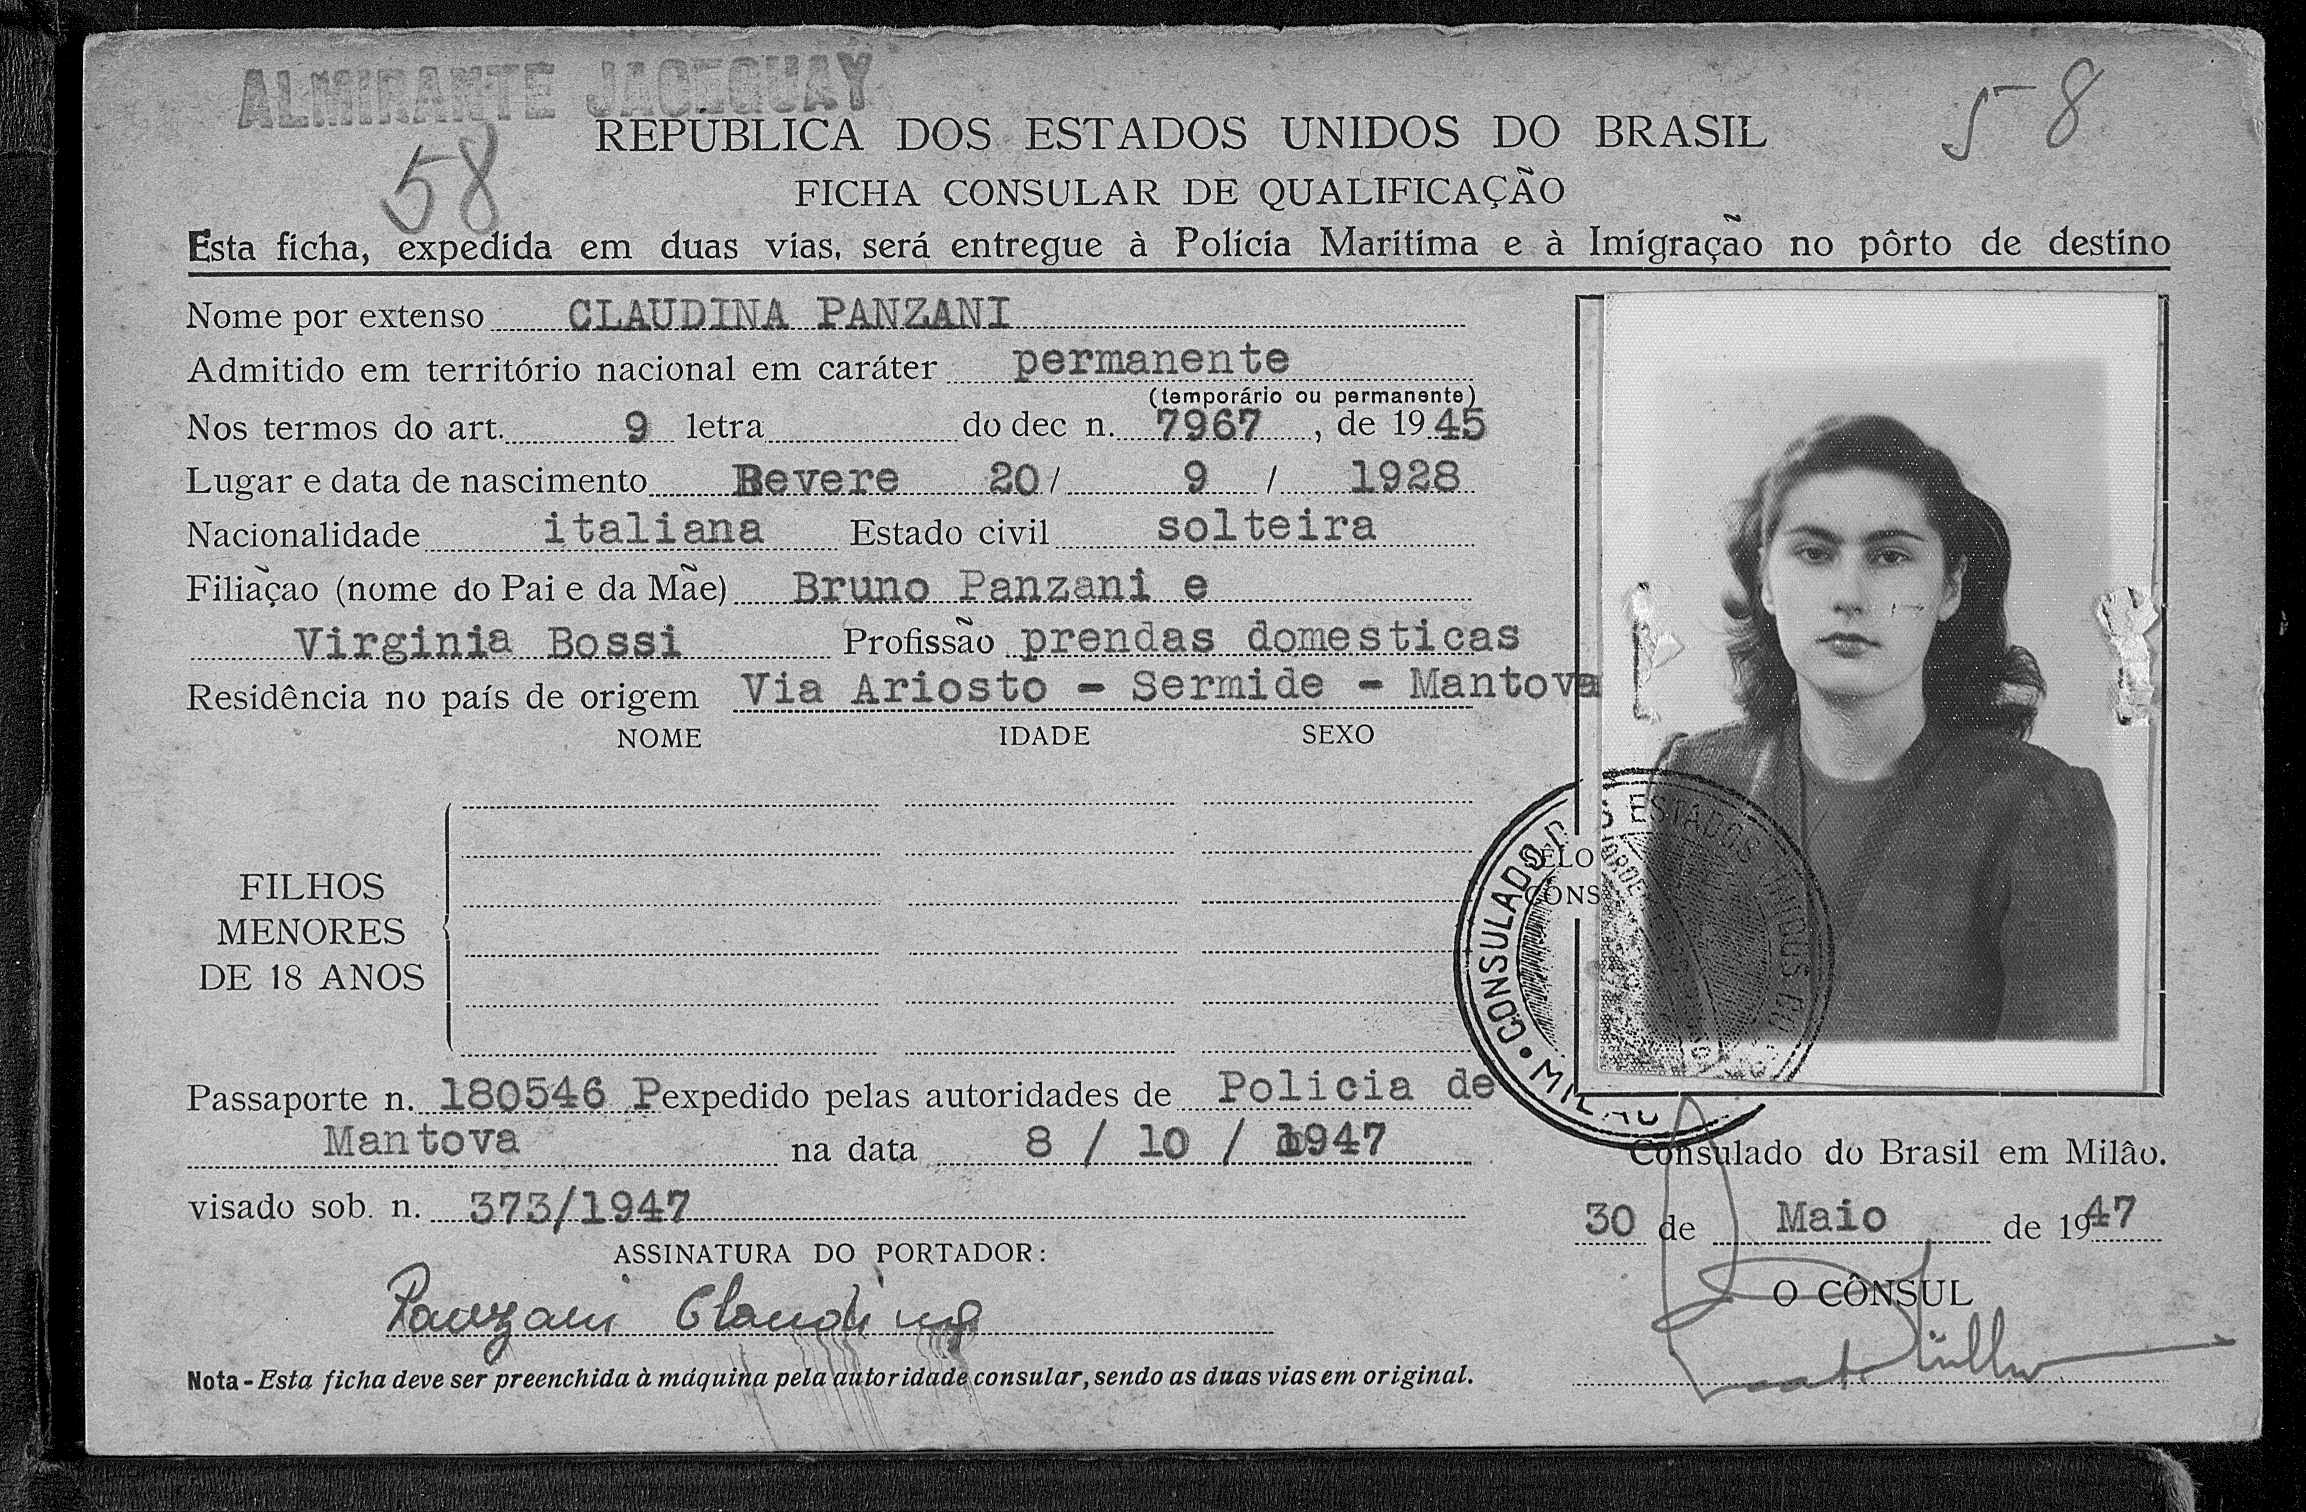 ALMIRANTE JACEGUAY
58
5 8
REPÚBLICA DOS ESTADOS UNIDOS DO BRASIL
FICHA CONSULAR DE QUALIFICAÇÃO
Esta ficha, expedida em duas vias, será entregue à Polícia Maritima e à Imigração no pôrto de destino
Nome por extenso CLAUDINA PANZANI
Admitido em território nacional em caráter permanente
(temporário ou permanente)
Nos termos do art. 9 letra do dec n. 7967, de 1945
Lugar e data de nascimento Revere 20/ 9 / 1928
Nacionalidade italiana Estado civil solteira
Filiação (nome do Pai e da Mãe) Bruno Panzani e
Virginia Bossi Profissão prendas domesticas
Residência no país de origem Via Ariosto - Sermide - Mantova
NOME IDADE SEXO
FILHOS
MENORES
DE 18 ANOS
SELO
CONS
CONSULADO DOS ESTADOS UNIDOS DO
MILÃO
Passaporte n. 180546 P expedido pelas autoridades de Policia de
Mantova na data 8 / 10 / 1947
visado sob. n. 373/1947
ASSINATURA DO PORTADOR:
Panzani Claudina
Nota - Esta ficha deve ser preenchida à máquina pela autoridade consular, sendo as duas vias em original.
Consulado do Brasil em Milâo.
30 de Maio de 1947
O CÔNSUL